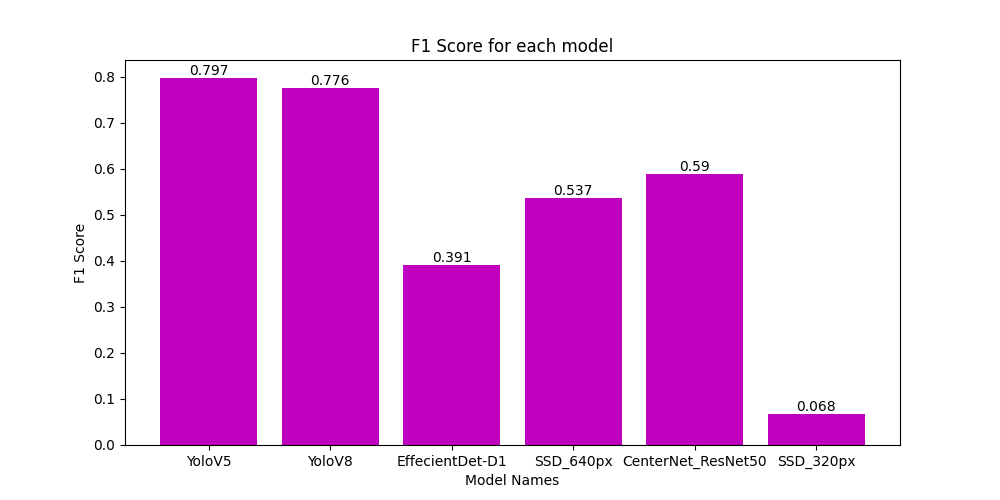 F1 Score for each model
F1 Score
0.8
0.7
0.6
0.5
0.4
0.3
0.2
0.1
0.0
0.797
0.776
0.391
0.537
0.59
0.068
YoloV5
YoloV8
EffecientDet-D1
SSD_640px
CenterNet_ResNet50
SSD_320px
Model Names